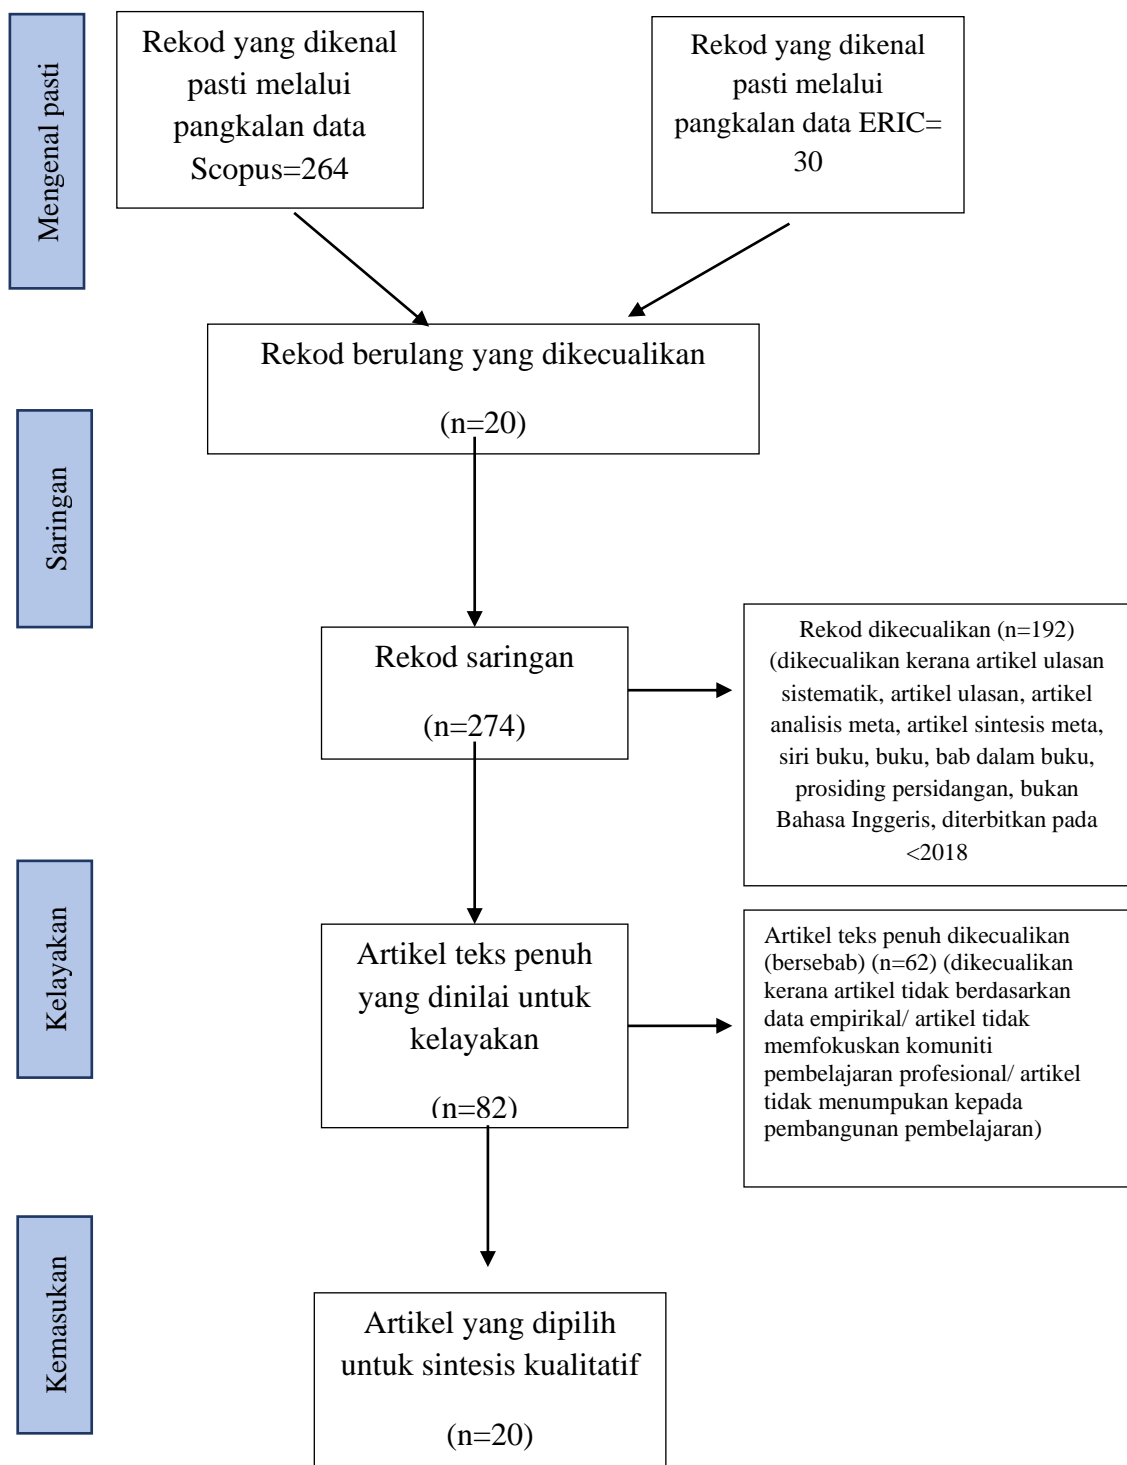 Mengenal pasti
Rekod yang dikenal
pasti melalui
pangkalan data
Scopus=264
Rekod yang dikenal
pasti melalui
pangkalan data ERIC=
30
Rekod berulang yang dikecualikan
(n=20)
Saringan
Rekod saringan
(n=274)
Rekod dikecualikan (n=192)
(dikecualikan kerana artikel ulasan
sistematik, artikel ulasan, artikel
analisis meta, artikel sintesis meta,
siri buku, buku, bab dalam buku,
prosiding persidangan, bukan
Bahasa Inggeris, diterbitkan pada
<2018
Kelayakan
Artikel teks penuh
yang dinilai untuk
kelayakan
(n=82)
Artikel teks penuh dikecualikan
(bersebab) (n=62) (dikecualikan
kerana artikel tidak berdasarkan
data empirikal/ artikel tidak
memfokuskan komuniti
pembelajaran profesional/ artikel
tidak menumpukan kepada
pembangunan pembelajaran)
Kemasukan
Artikel yang dipilih
untuk sintesis kualitatif
(n=20)